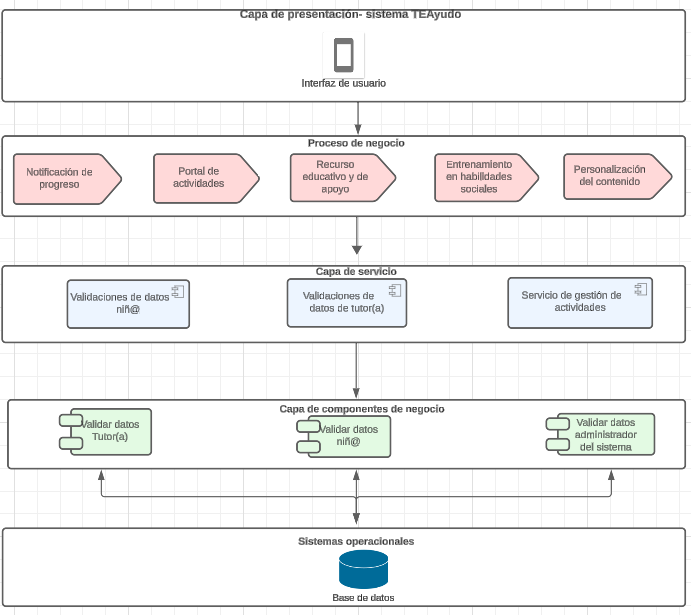 Capa de presentación- sistema TEAyudo
Interfaz de usuario
Proceso de negocio
Notificación de
progreso
Portal de
actividades
Recurso
educativo y de
apoyo
Entrenamiento
en habilidades
sociales
Personalización
del contenido
Capa de servicio
Validaciones de datos
niñ@
Validaciones de
datos de tutor(a)
Servicio de gestión de
actividades
Capa de componentes de negocio
Validar datos
Tutor(a)
Validar datos
niñ@
Validar datos
administrador
del sistema
Sistemas operacionales
Base de datos